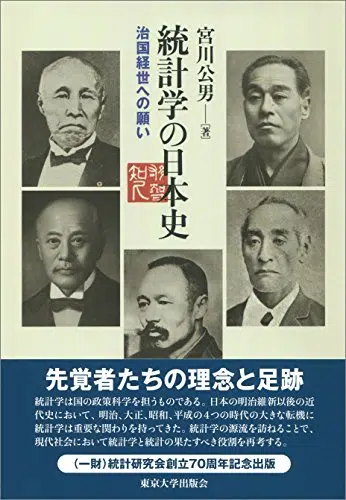 宮川公男―[著]
統計学の日本史
治国経世への願い
先覚者たちの理念と足跡
統計学は国の政策科学を担うものである。日本の明治維新以後の近
代史において、明治、大正、昭和、平成の4つの時代の大きな転機に
統計学は重要な関わりを持ってきた。統計学の源流を訪ねることで、
現代社会において統計学と統計の果たすべき役割を再考する。
(一財)統計研究会創立70周年記念出版
東京大学出版会